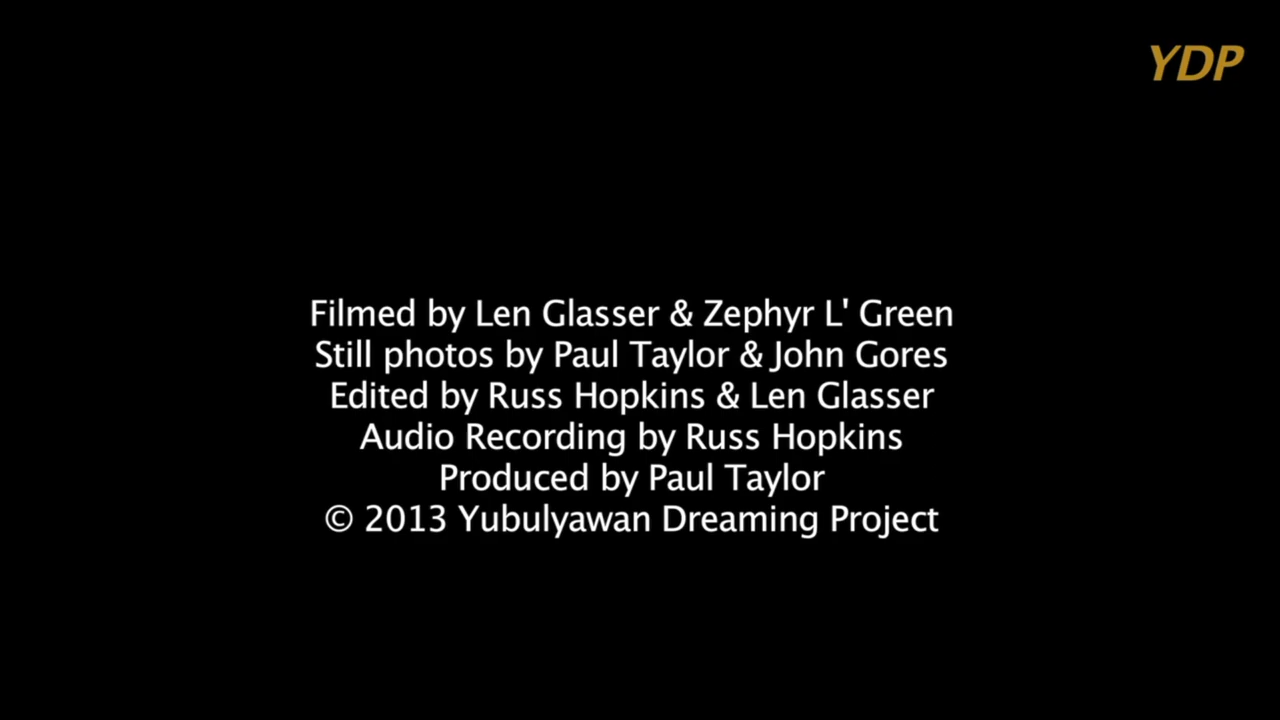 YDP
Filmed by Len Glasser & Zephyr L' Green
Still photos by Paul Taylor & John Gores
Edited by Russ Hopkins & Len Glasser
Audio Recording by Russ Hopkins
Produced by Paul Taylor
© 2013 Yubulyawan Dreaming Project